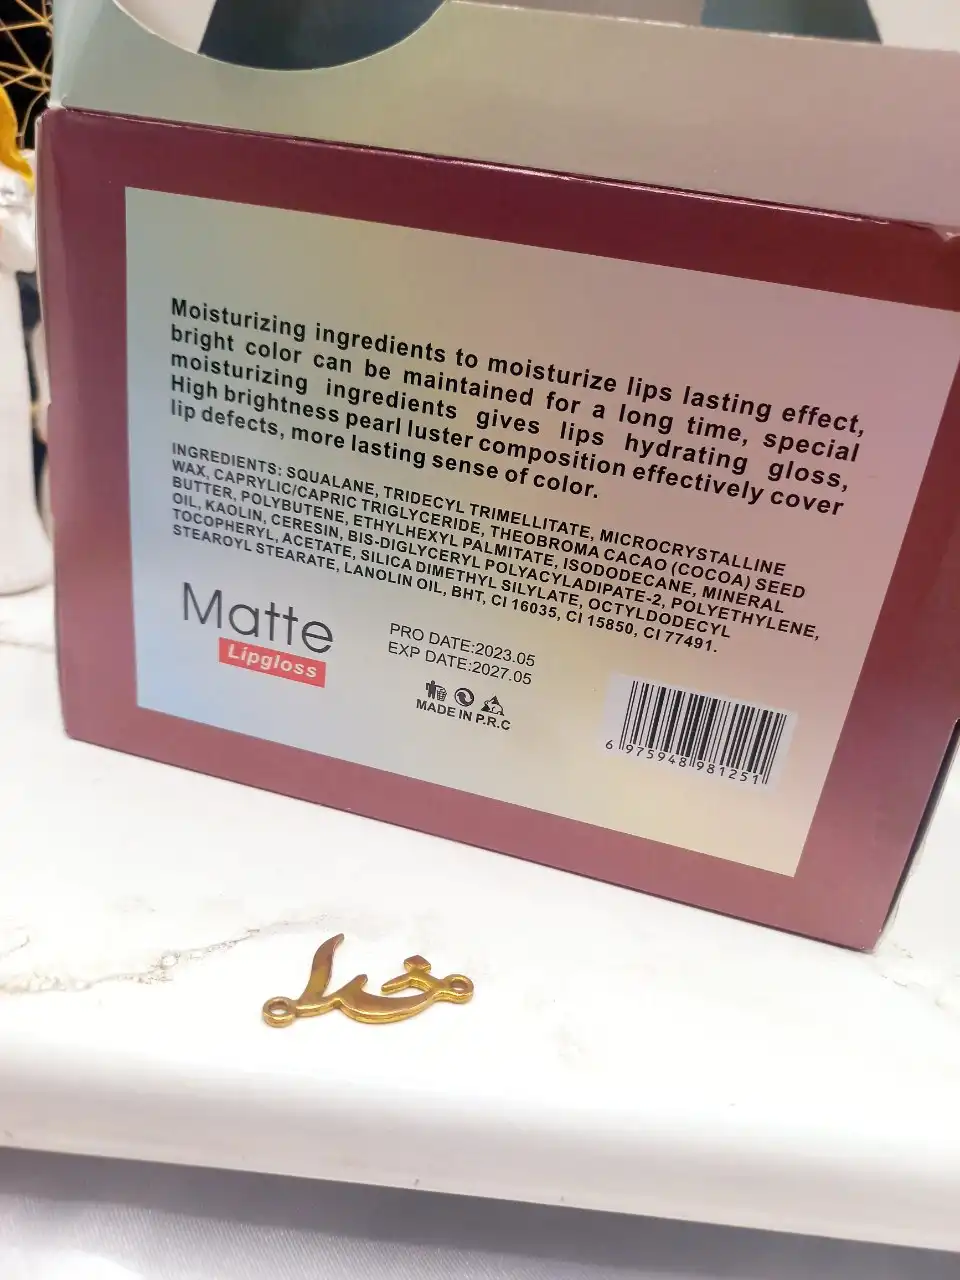 Moisturizing ingredients to moisturize lips lasting effect,
bright color can be maintained for a long time, special
moisturizing ingredients gives lips hydrating gloss,
High brightness pearl luster composition effectively cover
lip defects, more lasting sense of color.
INGREDIENTS: SQUALANE, TRIDECYL TRIMELLITATE, MICROCRYSTALLINE
WAX, CAPRYLIC/CAPRIC TRIGLYCERIDE, THEOBROMA CACAO (COCOA) SEED
BUTTER, POLYBUTENE, ETHYLHEXYL PALMITATE, ISODODECANE, MINERAL
OIL, KAOLIN, CERESIN, BIS-DIGLYCERYL POLYACYLADIPATE-2, POLYETHYLENE,
TOCOPHERYL, ACETATE, SILICA DIMETHYL SILYLATE, OCTYLDODECYL
STEAROYL STEARATE, LANOLIN OIL, BHT, CI 16035, CI 15850, CI 77491.
Matte
Lipgloss
PRO DATE:2023.05
EXP DATE:2027.05
MADE IN P.R.C
6 975948 981251